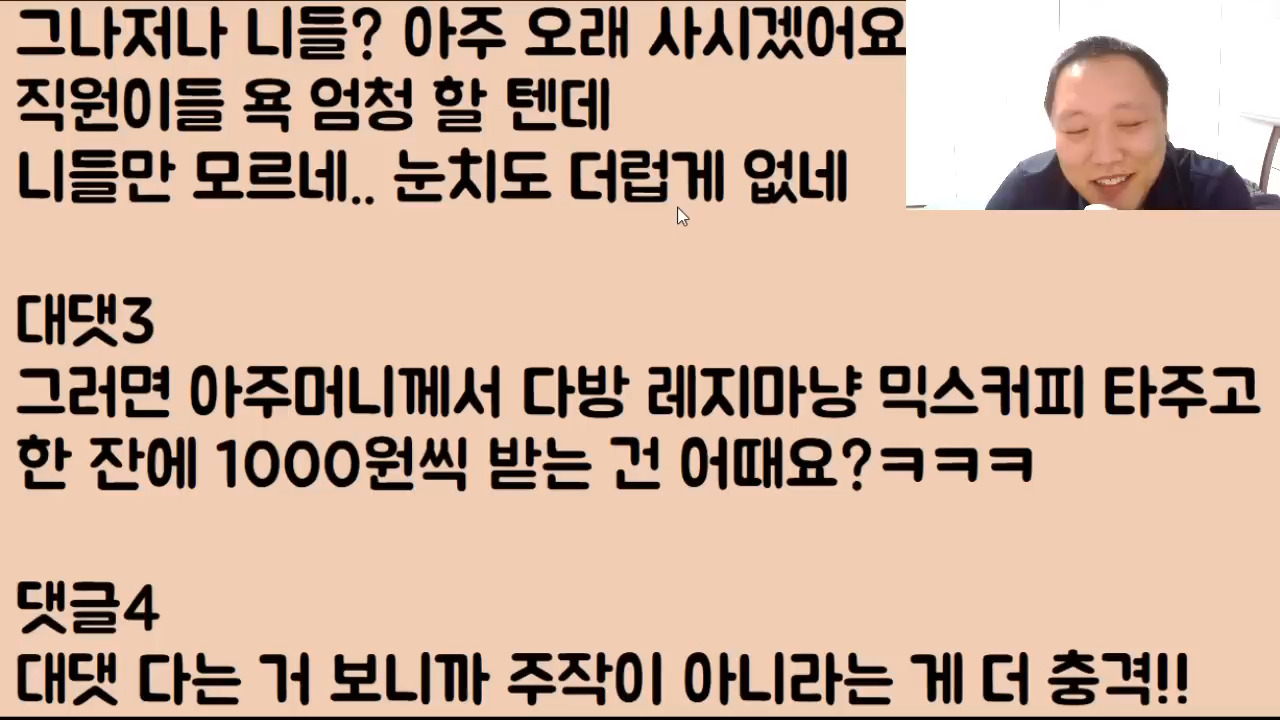 그나저나 니들? 아주 오래 사시겠어요
직원이들 욕 엄청 할 텐데
니들만 모르네.. 눈치도 더럽게 없네
대댓3
그러면 아주머니께서 다방 레지마냥 믹스커피 타주고
한 잔에 1000원씩 받는 건 어때요?ㅋㅋㅋ
댓글4
대댓 다는 거 보니까 주작이 아니라는 게 더 충격!!